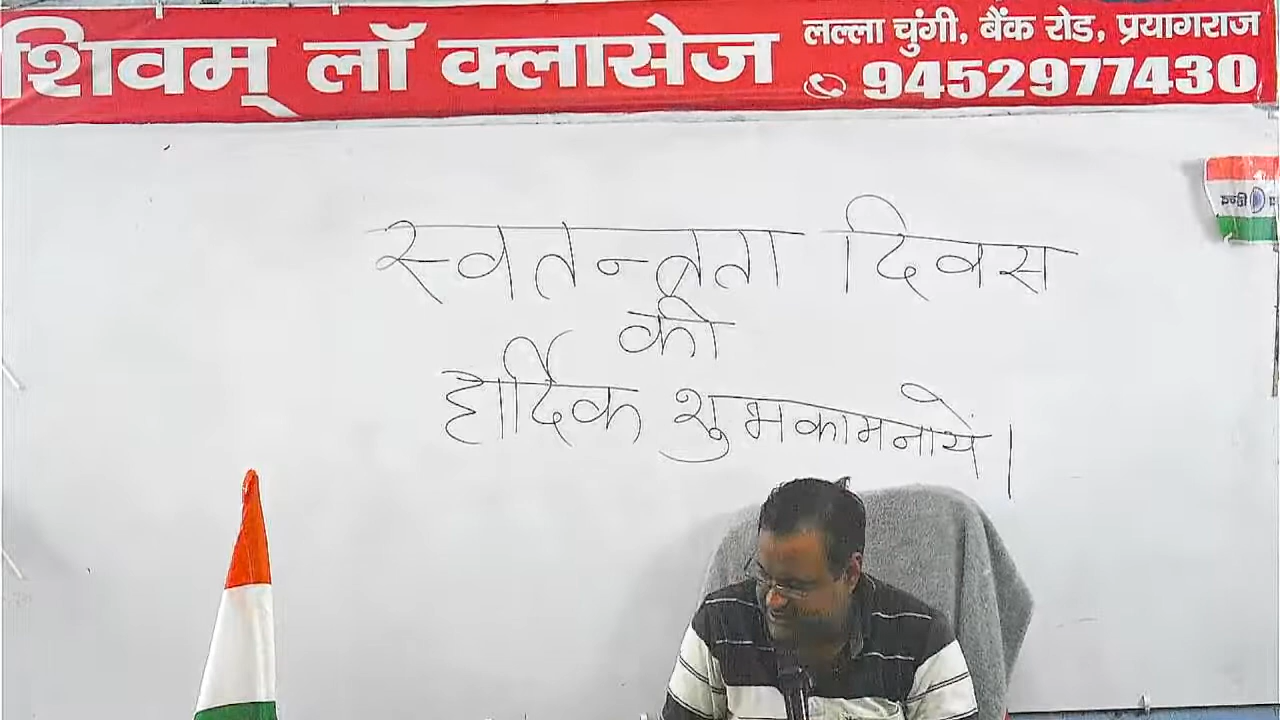 शिवम् लॉ क्लासेज
लल्ला चुंगी, बैंक रोड, प्रयागराज
9452977430
स्वतन्त्रता दिवस
की
हार्दिक शुभकामनायें।